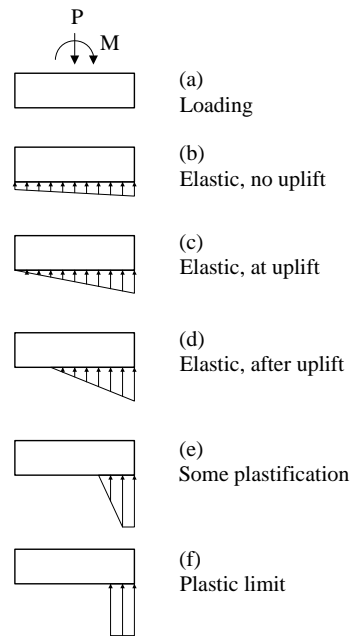 P
M
(a)
Loading
(b)
Elastic, no uplift
(c)
Elastic, at uplift
(d)
Elastic, after uplift
(e)
Some plastification
(f)
Plastic limit